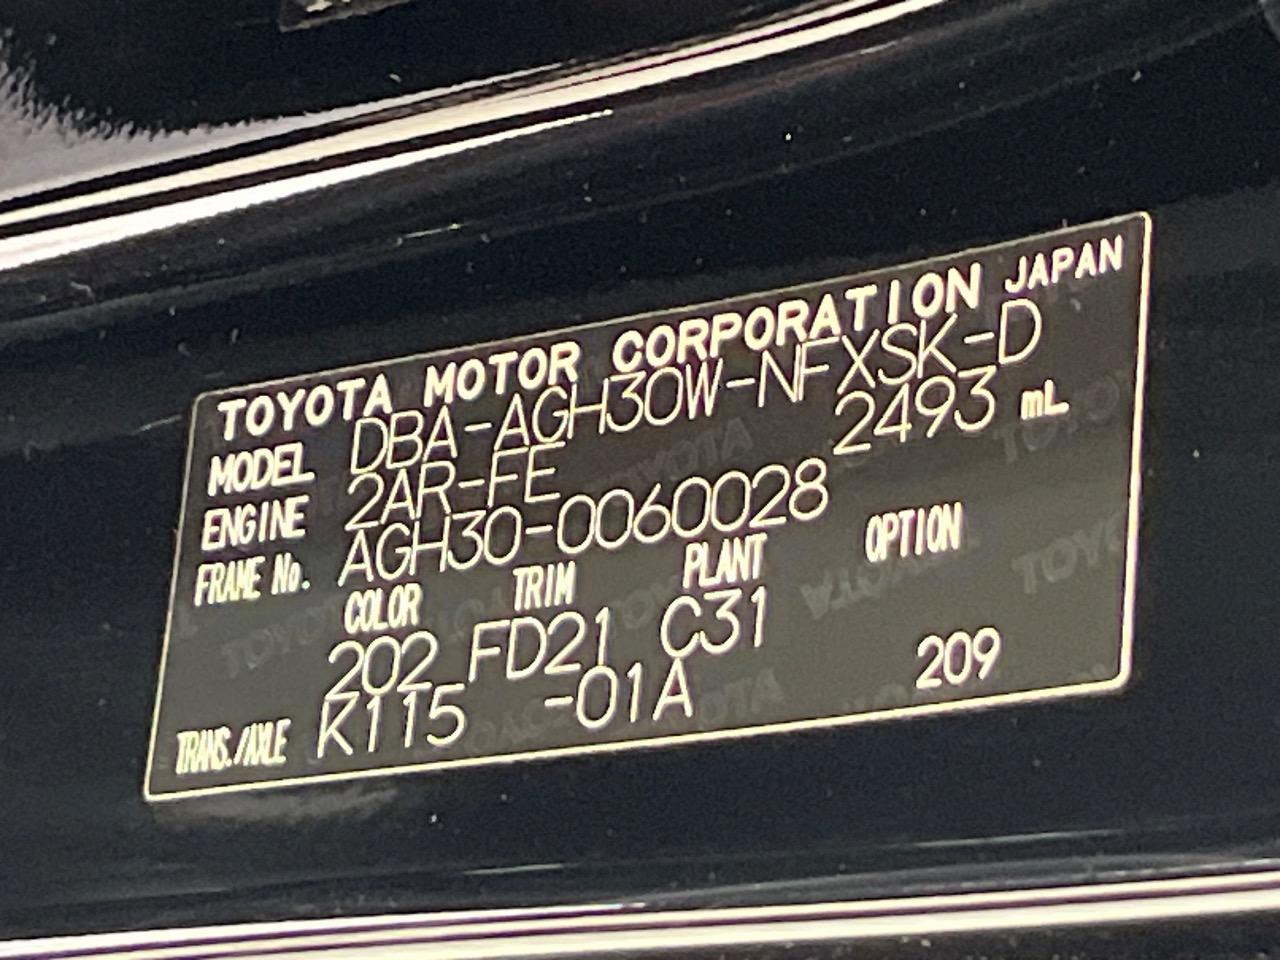 TOYOTA MOTOR CORPORATION JAPAN
MODEL DBA-AGH30W-NFXSK-D
ENGINE 2AR-FE 2493 mL
FRAME No. AGH30-0060028
COLOR TRIM PLANT OPTION
202 FD21 C31
TRANS./AXLE K115 -01A 209